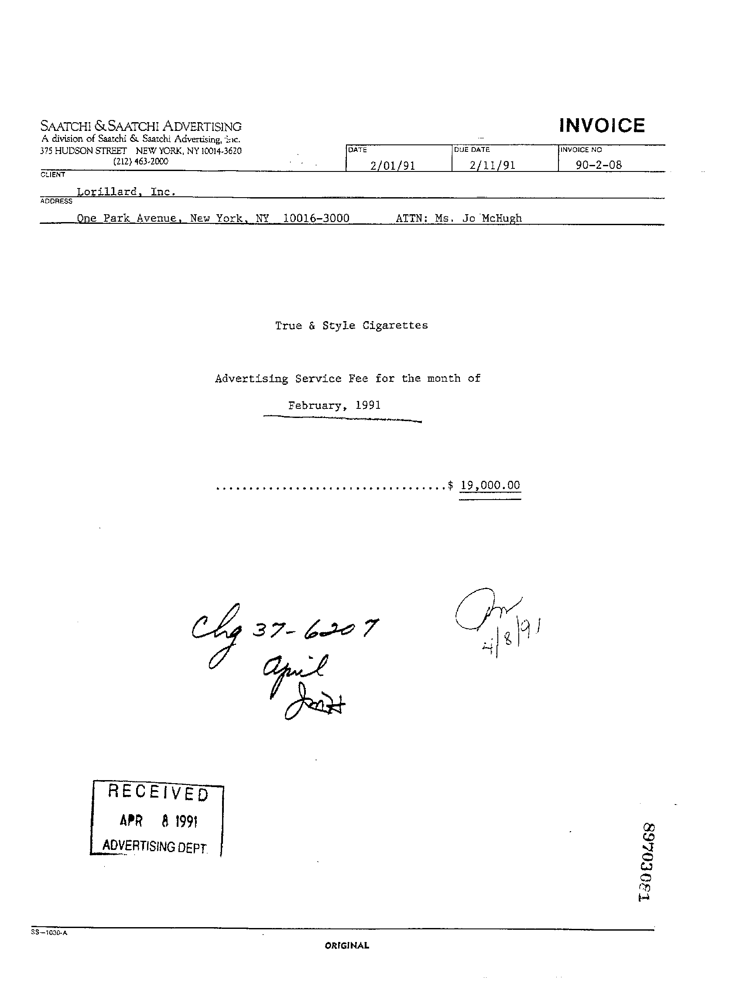 SAATCHI & SAATCHI ADVERTISING
A division of Saatchi & Saatchi Advertising, Inc.
375 HUDSON STREET NEW YORK, NY 10014-3620
(212) 463-2000
INVOICE
DATE DUE DATE INVOICE NO
2/01/91 2/11/91 90-2-08
CLIENT
Lorillard, Inc.
ADDRESS
One Park Avenue, New York, NY 10016-3000 ATTN: Ms. Jo McHugh
True & Style Cigarettes
Advertising Service Fee for the month of
February, 1991
..................................$ 19,000.00
Chg 37-6207
April
4/8/91
RECEIVED
APR 8 1991
ADVERTISING DEPT.
89703081
SS-1030-A
ORIGINAL